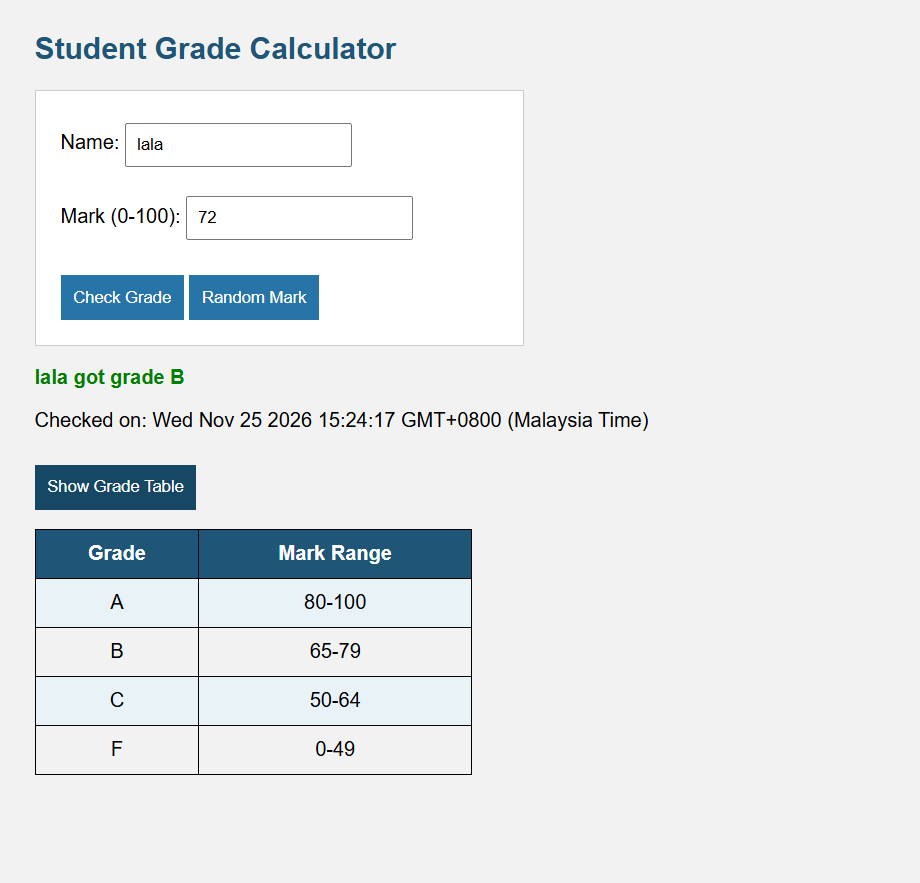 Student Grade Calculator
Name: lala
Mark (0-100): 72
Check Grade Random Mark
lala got grade B
Checked on: Wed Nov 25 2026 15:24:17 GMT+0800 (Malaysia Time)
Show Grade Table
Grade Mark Range
A 80-100
B 65-79
C 50-64
F 0-49